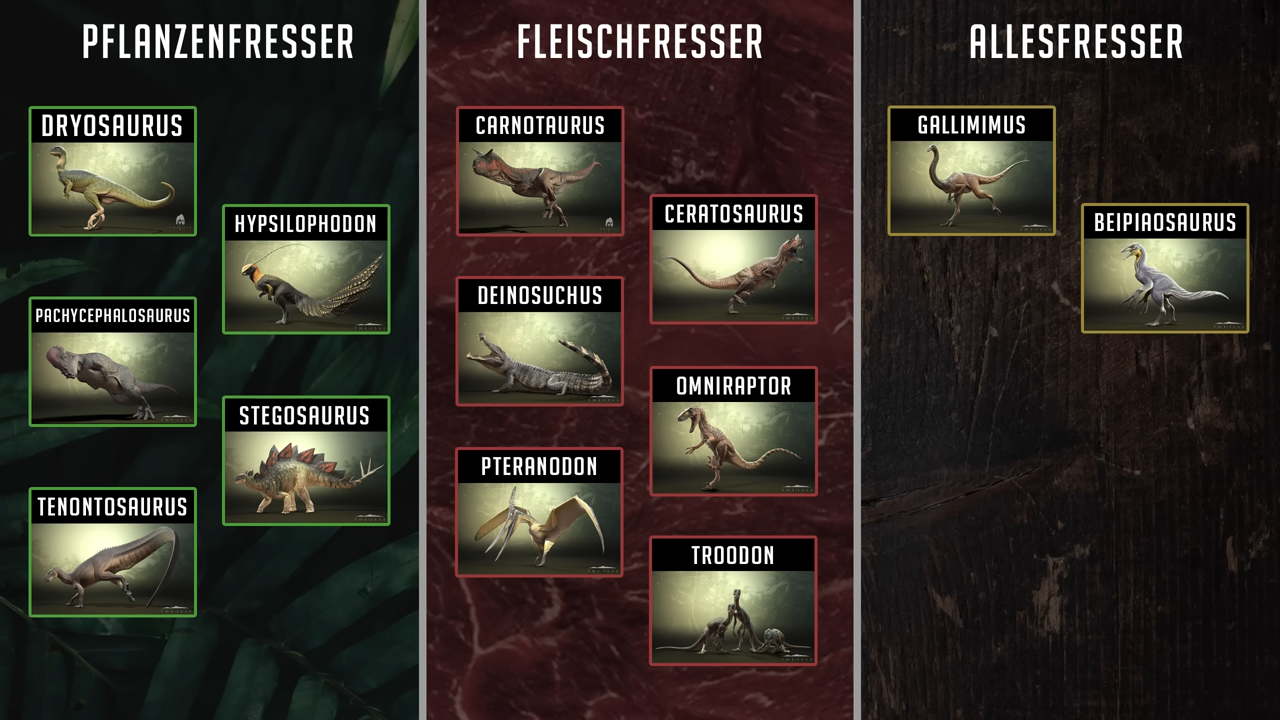 PFLANZENFRESSER
DRYOSAURUS
HYPSILOPHODON
PACHYCEPHALOSAURUS
STEGOSAURUS
TENONTOSAURUS
FLEISCHFRESSER
CARNOTAURUS
CERATOSAURUS
DEINOSUCHUS
OMNIRAPTOR
PTERANODON
TROODON
ALLESFRESSER
GALLIMIMUS
BEIPIAOSAURUS